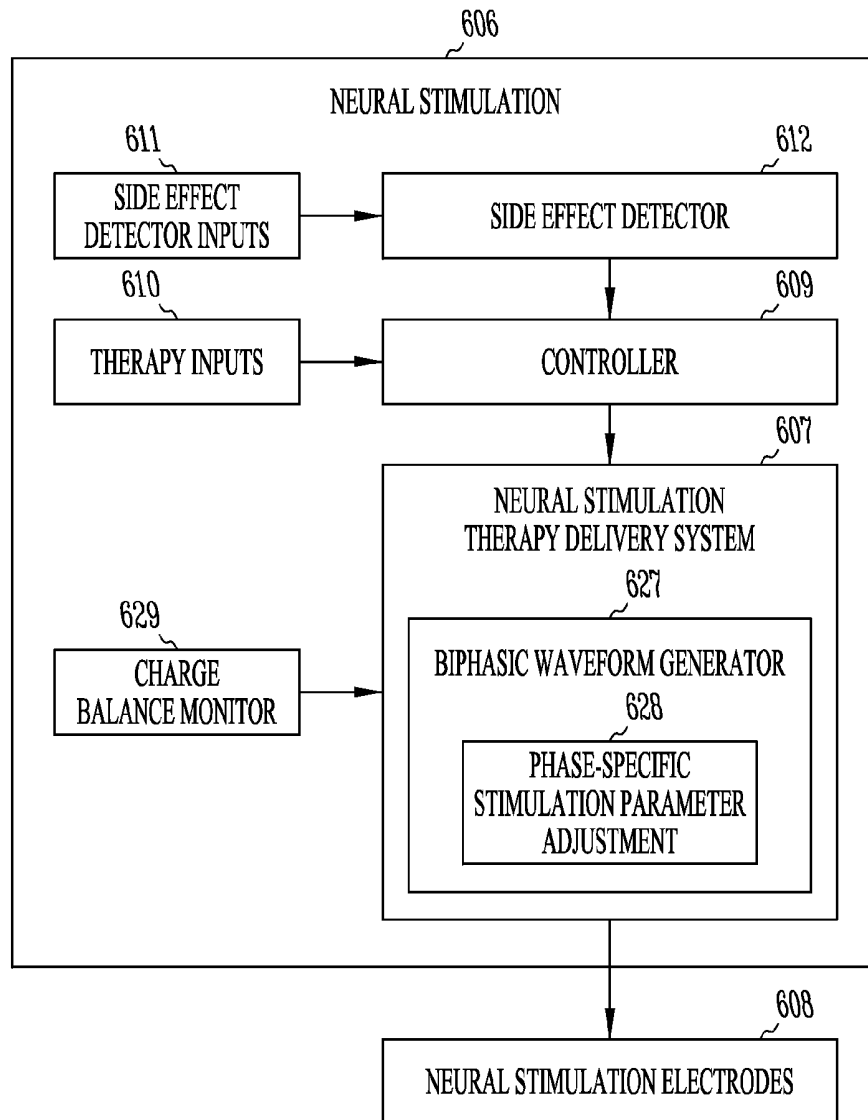 606
NEURAL STIMULATION
611
SIDE EFFECT
DETECTOR INPUTS
612
SIDE EFFECT DETECTOR
610
THERAPY INPUTS
609
CONTROLLER
607
NEURAL STIMULATION
THERAPY DELIVERY SYSTEM
627
BIPHASIC WAVEFORM GENERATOR
629
CHARGE
BALANCE MONITOR
628
PHASE-SPECIFIC
STIMULATION PARAMETER
ADJUSTMENT
608
NEURAL STIMULATION ELECTRODES